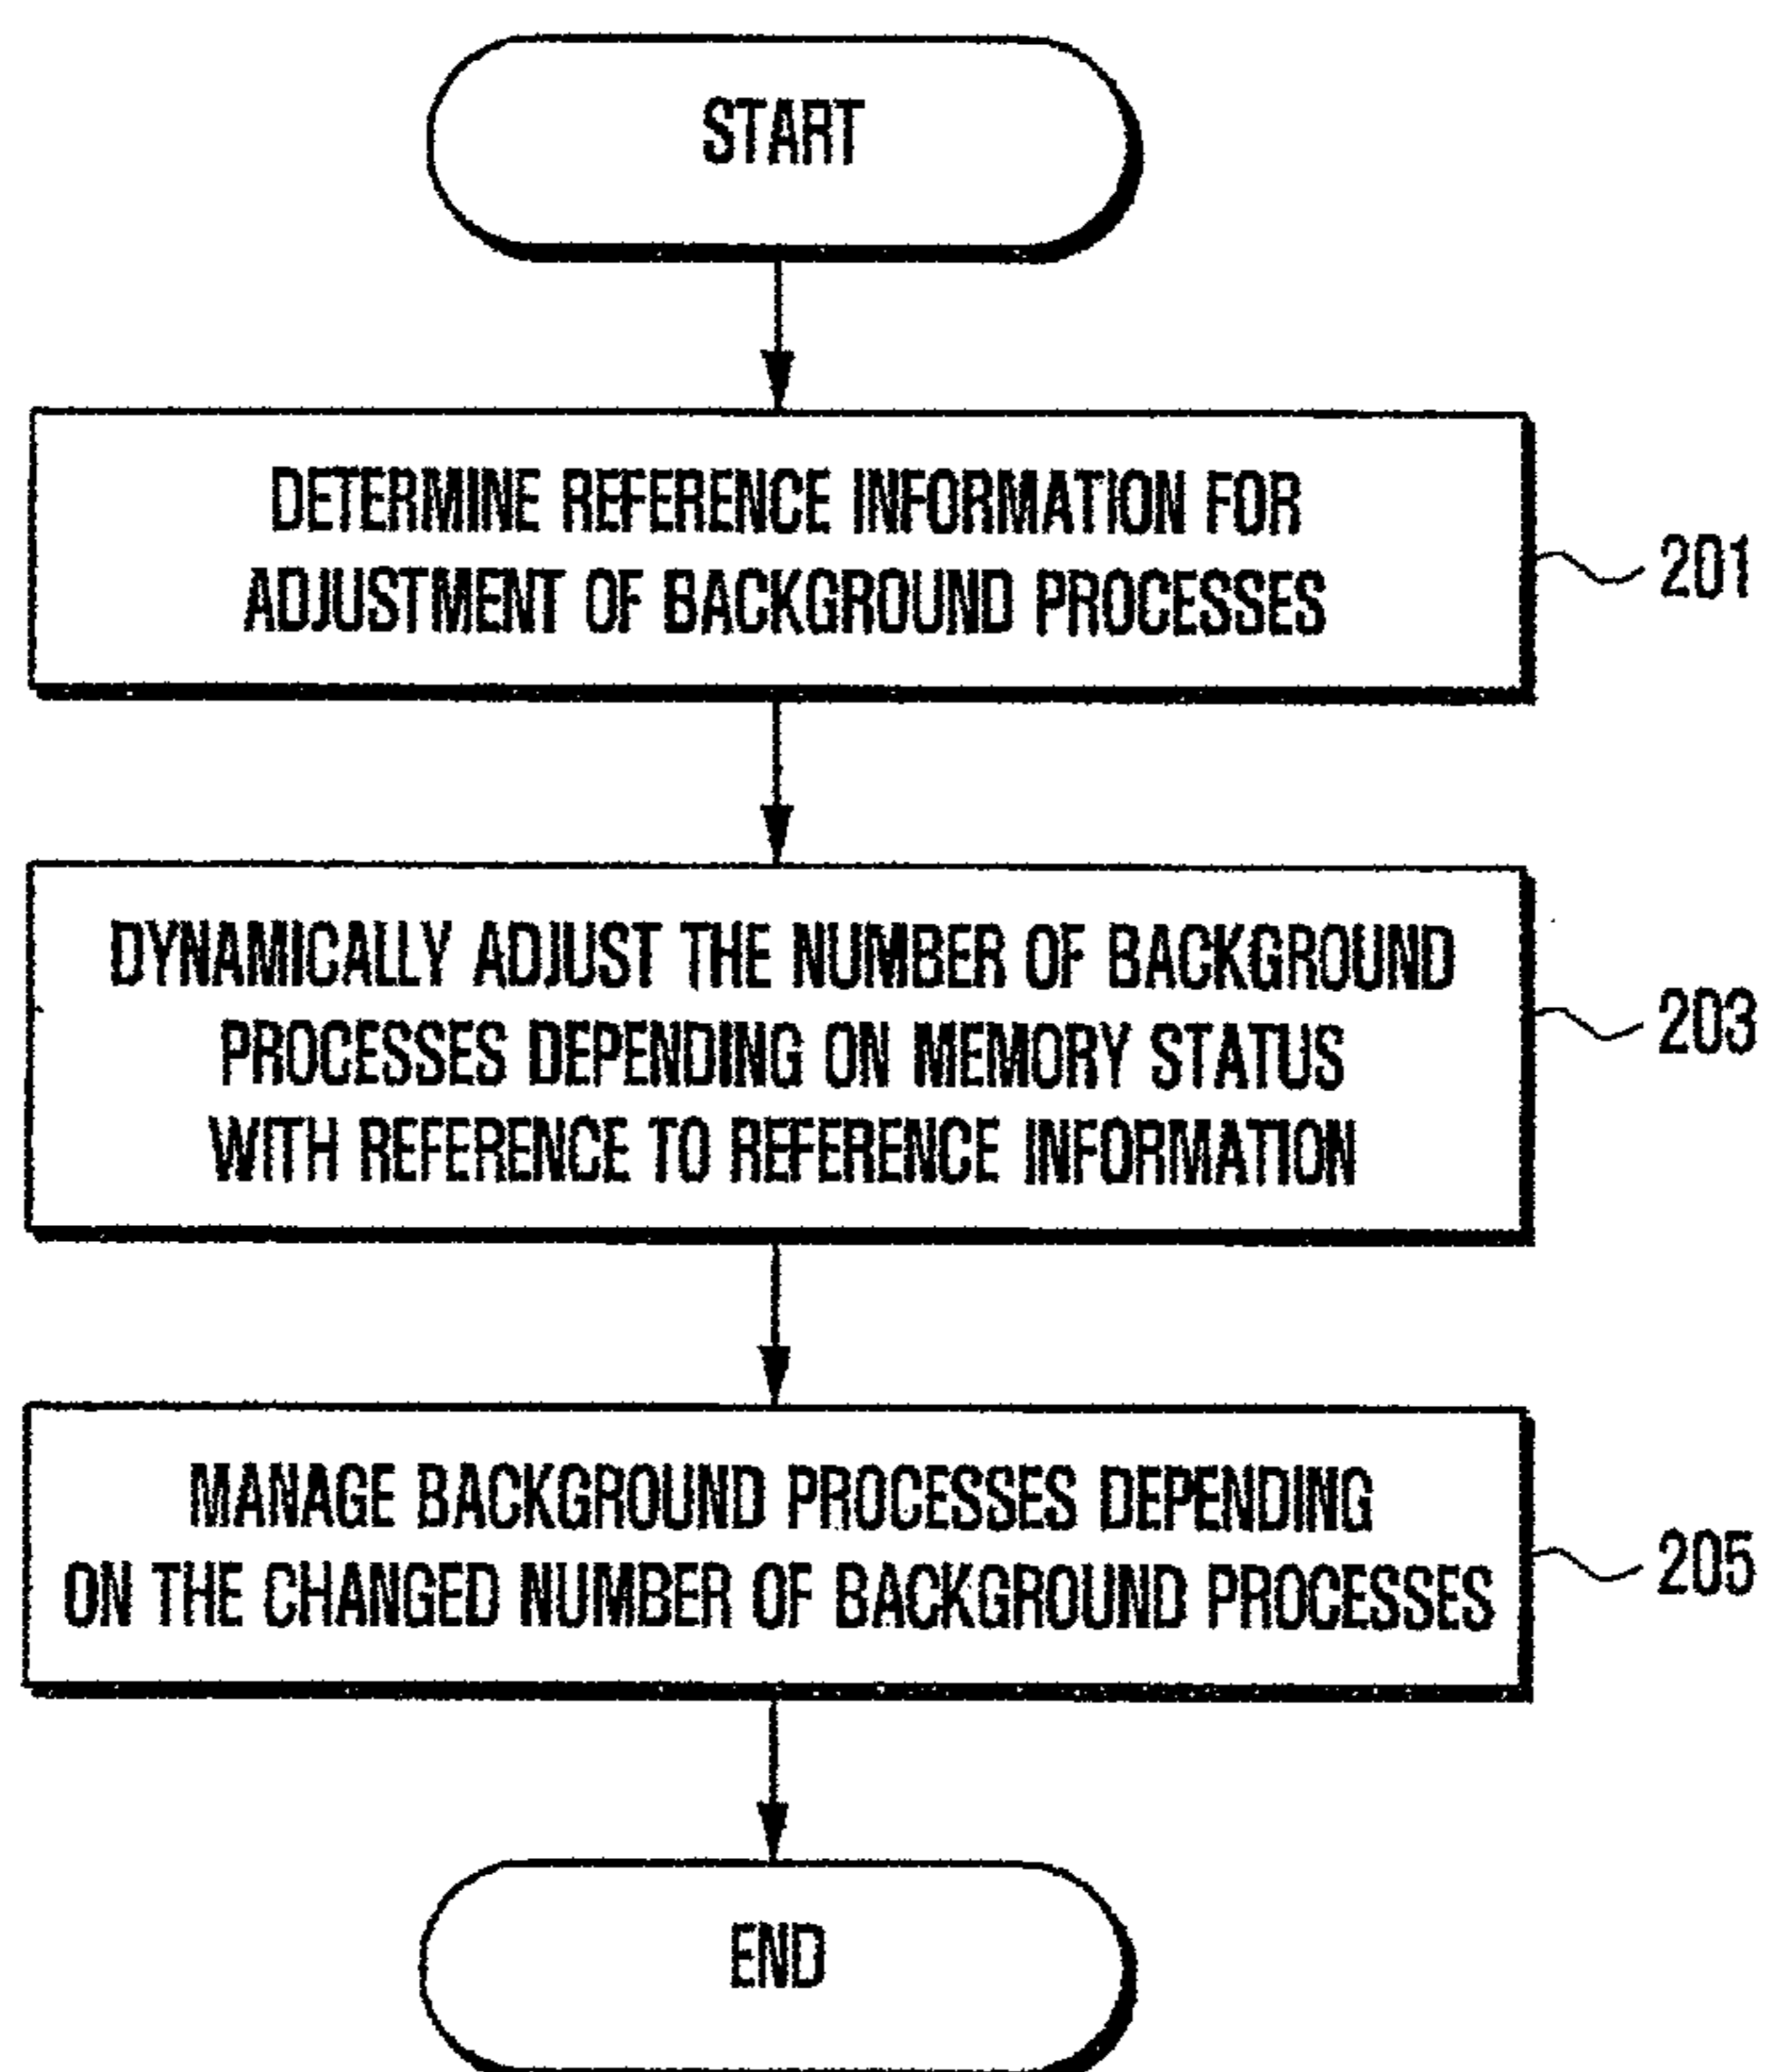 START
DETERMINE REFERENCE INFORMATION FOR
ADJUSTMENT OF BACKGROUND PROCESSES
201
DYNAMICALLY ADJUST THE NUMBER OF BACKGROUND
PROCESSES DEPENDING ON MEMORY STATUS
WITH REFERENCE TO REFERENCE INFORMATION
203
MANAGE BACKGROUND PROCESSES DEPENDING
ON THE CHANGED NUMBER OF BACKGROUND PROCESSES
205
END